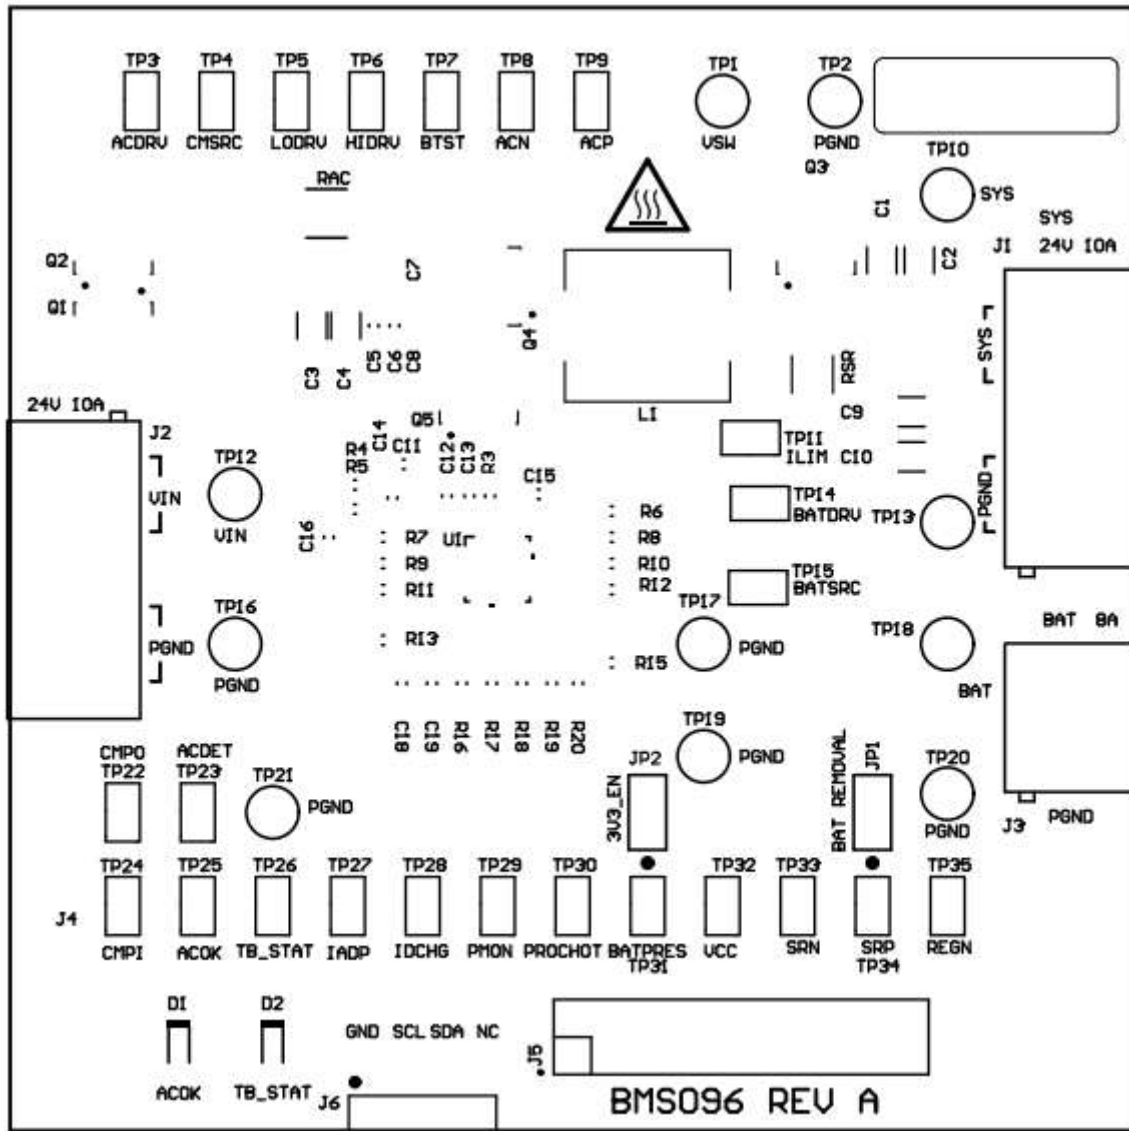 TP3 TP4 TP5 TP6 TP7 TP8 TP9 TP1 TP2
ACDRV CMSRC LODRV HIDRV BTST ACN ACP VSW PGND
Q3
TP10
SYS
RAC
C1
SYS
J1 24V 10A
C2
Q2
Q1
C7
Q4
C3 C4 C5 C6 C8
RSR
SYS
24V 10A
J2
L1
C9
Q5
TP11
ILIM C10
R4
R5
C14
C11
C12
C13
R3
C15
TP12
VIN
VIN
TP14
BATDRV
TP13
PGND
C16
R7
R9
R11
R13
U1
R6
R8
R10
R12
R15
TP15
BATSRC
TP16
PGND
PGND
TP17
PGND
TP18
BAT 8A
BAT
C18 C19 R16 R17 R18 R19 R20
TP19
PGND
CMPO ACDET
TP22 TP23
TP21
PGND
JP2
3V3_EN
JP1
BAT REMOVAL
TP20
PGND
J3
PGND
TP24 TP25 TP26 TP27 TP28 TP29 TP30 TP32 TP33 TP35
J4
CMPI ACOK TB_STAT IADP IDCHG PMON PROCHOT BATPRES VCC SRN SRP REGN
TP31 TP34
D1 D2
GND SCL SDA NC
J5
ACOK TB_STAT
J6
BMS096 REV A